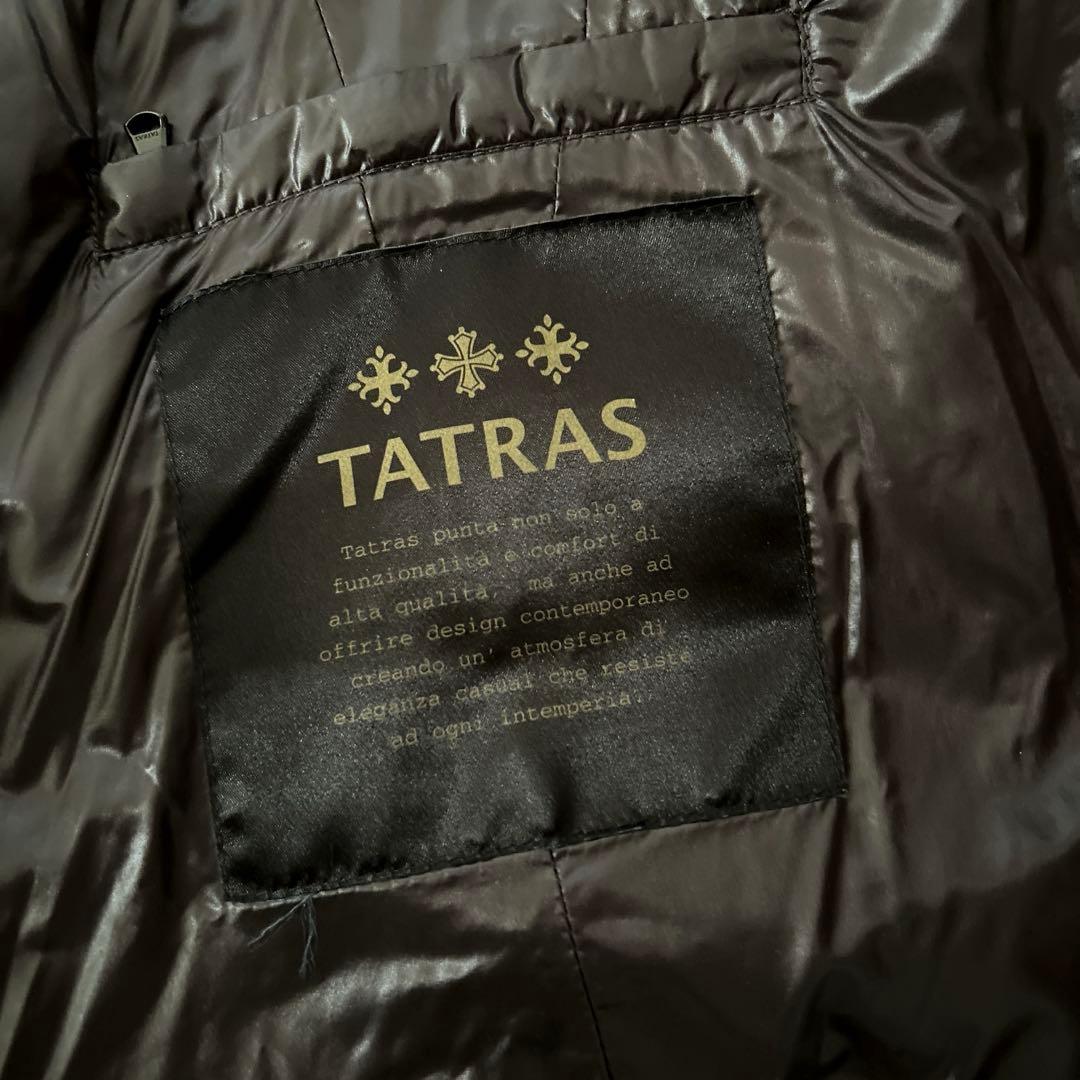 TATRAS
TATRAS
Tatras punta non solo a
funzionalità e comfort di
alta qualità, ma anche ad
offrire design contemporaneo
creando un' atmosfera di
eleganza casual che resiste
ad ogni intemperia.